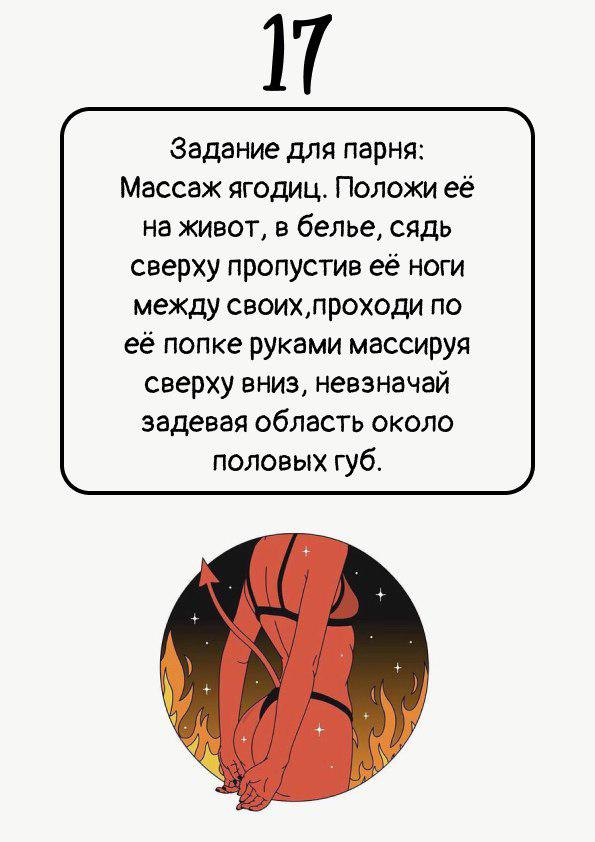 17
Задание для парня:
Массаж ягодиц. Положи её
на живот, в белье, сядь
сверху пропустив её ноги
между своих,проходи по
её попке руками массируя
сверху вниз, невзначай
задевая область около
половых губ.